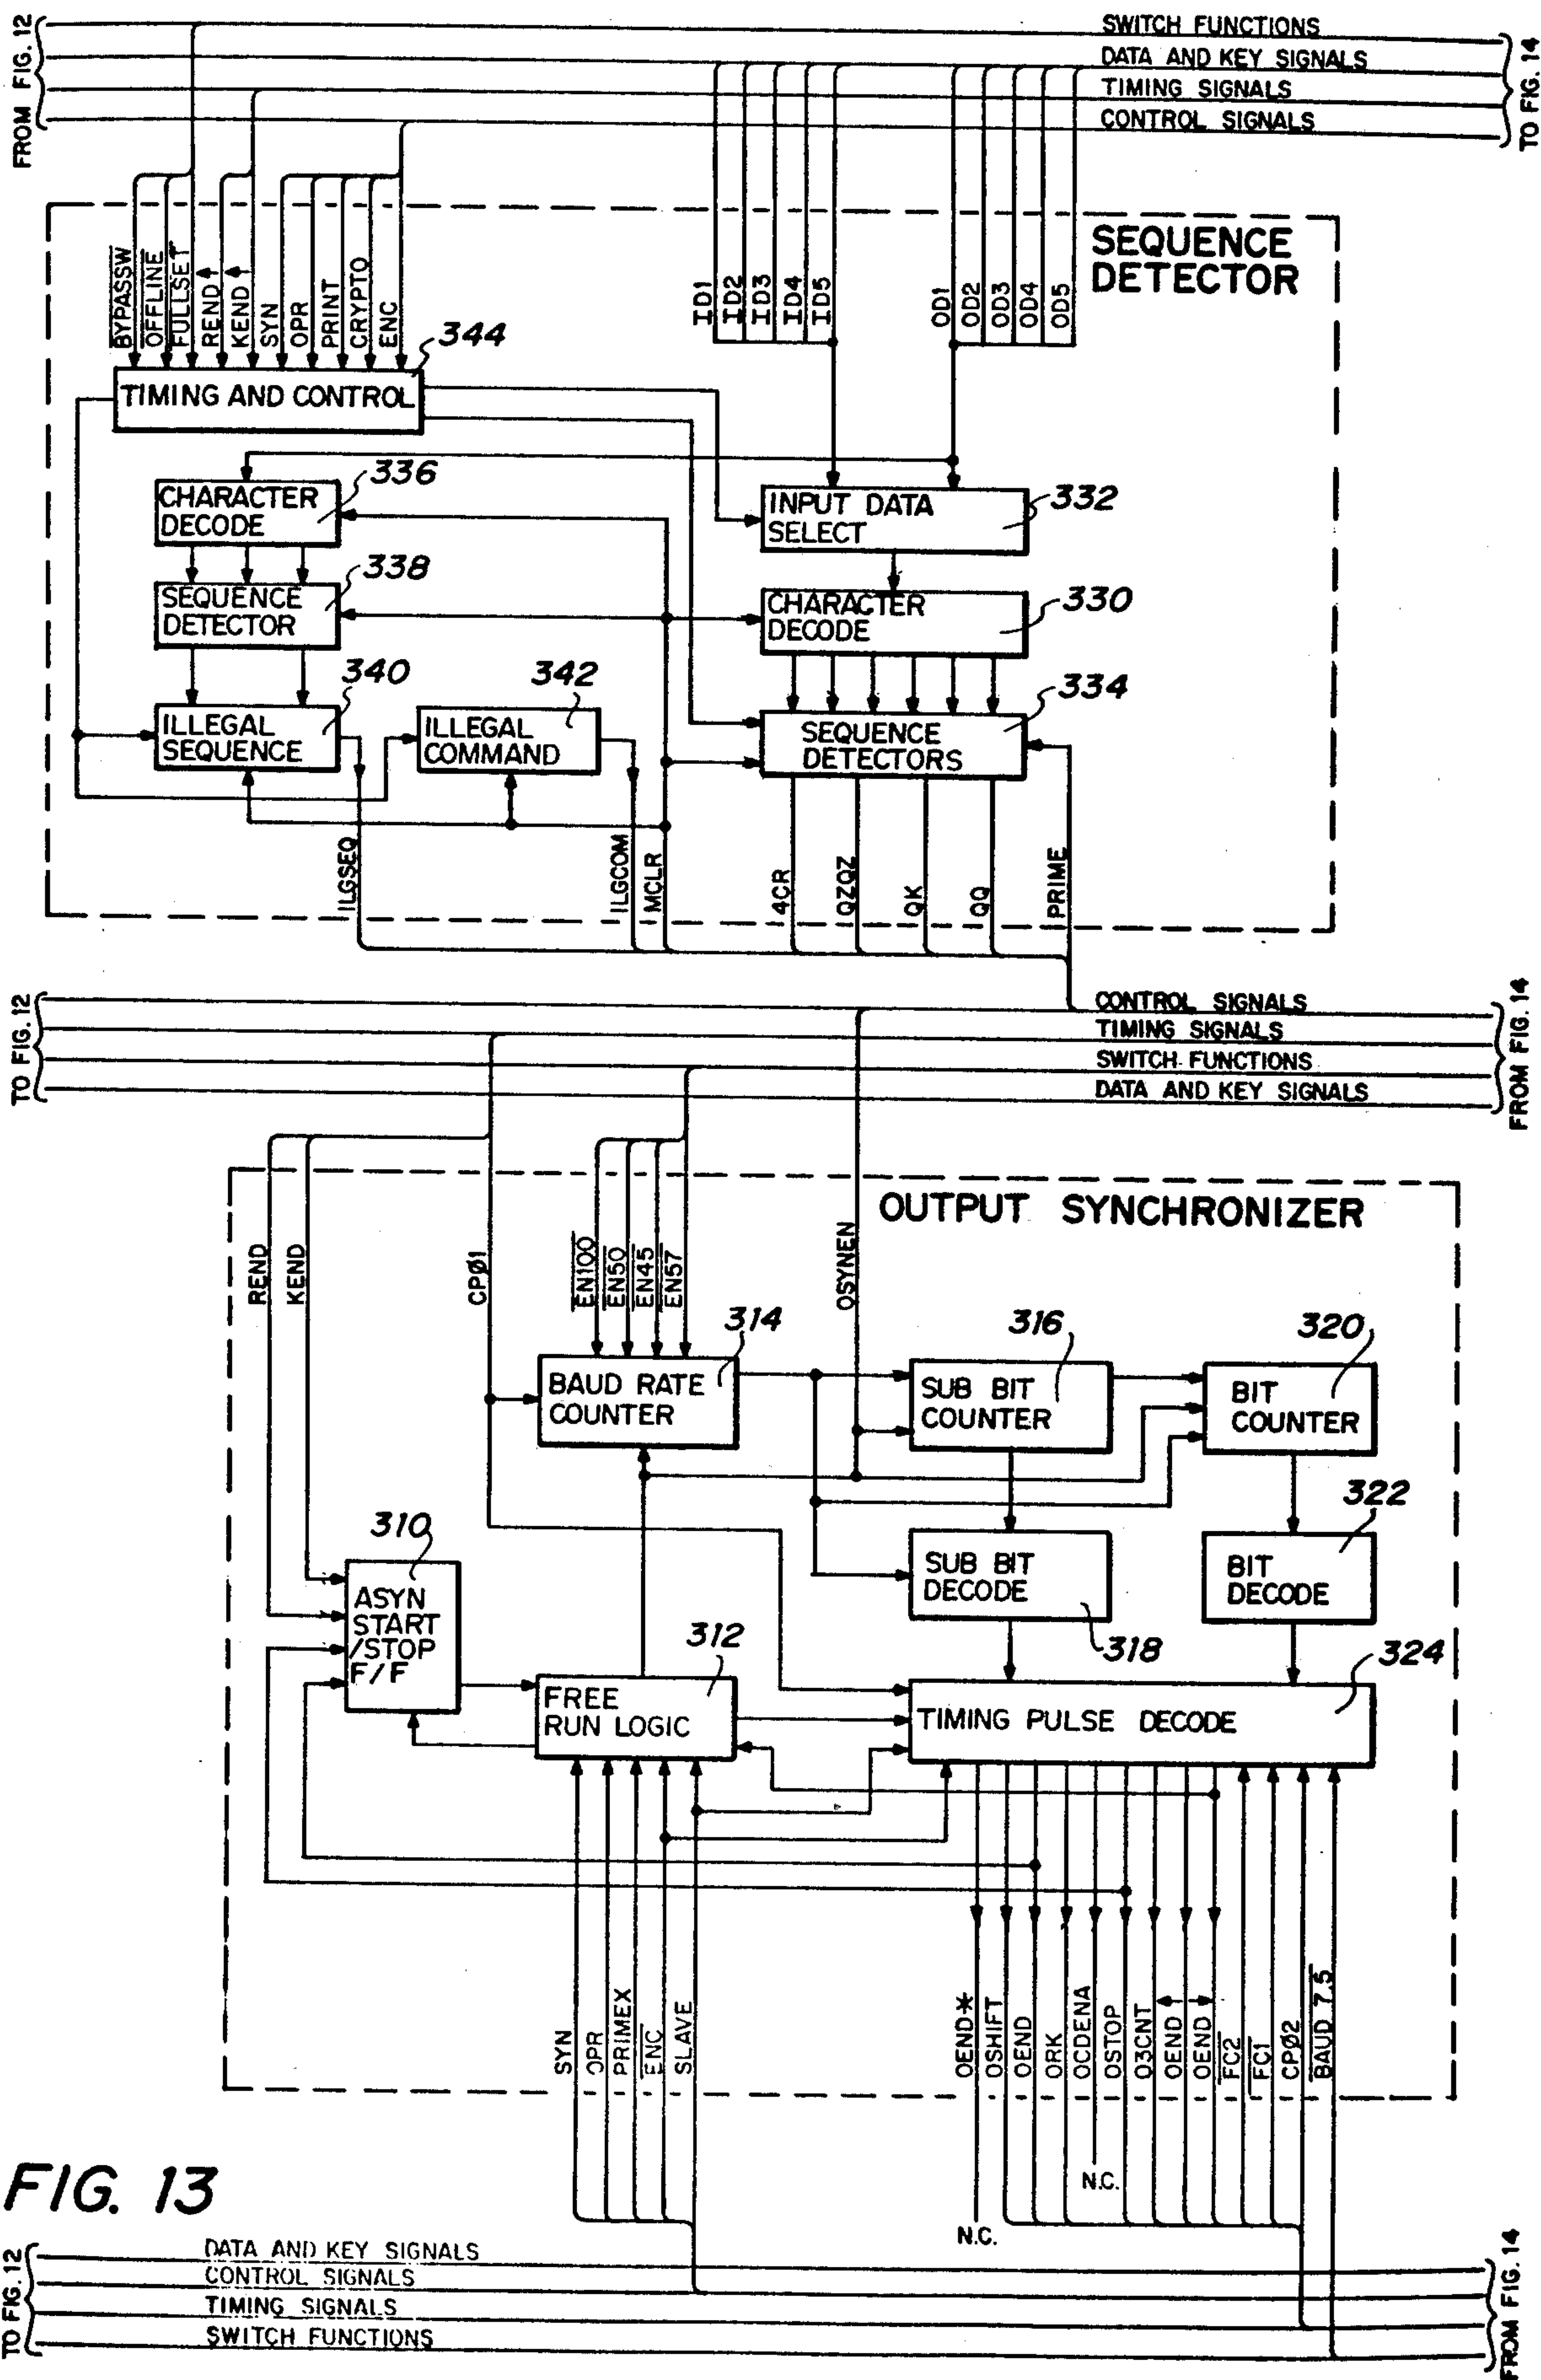 FROM FIG. 12
SWITCH FUNCTIONS
DATA AND KEY SIGNALS
TIMING SIGNALS
CONTROL SIGNALS
TO FIG. 14
SEQUENCE
DETECTOR
BYPASSW
OFFLINE
FULLSET
REND
KEND
SYN
OPR
PRINT
CRYPTO
ENC
ID1
ID2
ID3
ID4
ID5
OD1
OD2
OD3
OD4
OD5
344
TIMING AND CONTROL
336
CHARACTER
DECODE
INPUT DATA
SELECT
332
338
SEQUENCE
DETECTOR
CHARACTER
DECODE
330
340
ILLEGAL
SEQUENCE
342
ILLEGAL
COMMAND
334
SEQUENCE
DETECTORS
ILGSEQ
ILGCOM
MCLR
4CR
QZQZ
QK
QQ
PRIME
TO FIG. 12
CONTROL SIGNALS
TIMING SIGNALS
SWITCH FUNCTIONS
DATA AND KEY SIGNALS
FROM FIG. 14
OUTPUT SYNCHRONIZER
REND
KEND
CPØ1
EN100
EN50
EN45
EN57
OSYNEN
314
BAUD RATE
COUNTER
316
SUB BIT
COUNTER
320
BIT
COUNTER
310
ASYN
START
/STOP
F/F
SUB BIT
DECODE
318
322
BIT
DECODE
312
FREE
RUN LOGIC
324
TIMING PULSE DECODE
SYN
OPR
PRIMEX
ENC
SLAVE
OEND*
OSHIFT
OEND
ORK
OCDENA
OSTOP
O3CNT
OEND
OEND
FC2
FC1
CPØ2
BAUD 7.5
N.C.
N.C.
FIG. 13
TO FIG. 12
DATA AND KEY SIGNALS
CONTROL SIGNALS
TIMING SIGNALS
SWITCH FUNCTIONS
FROM FIG. 14